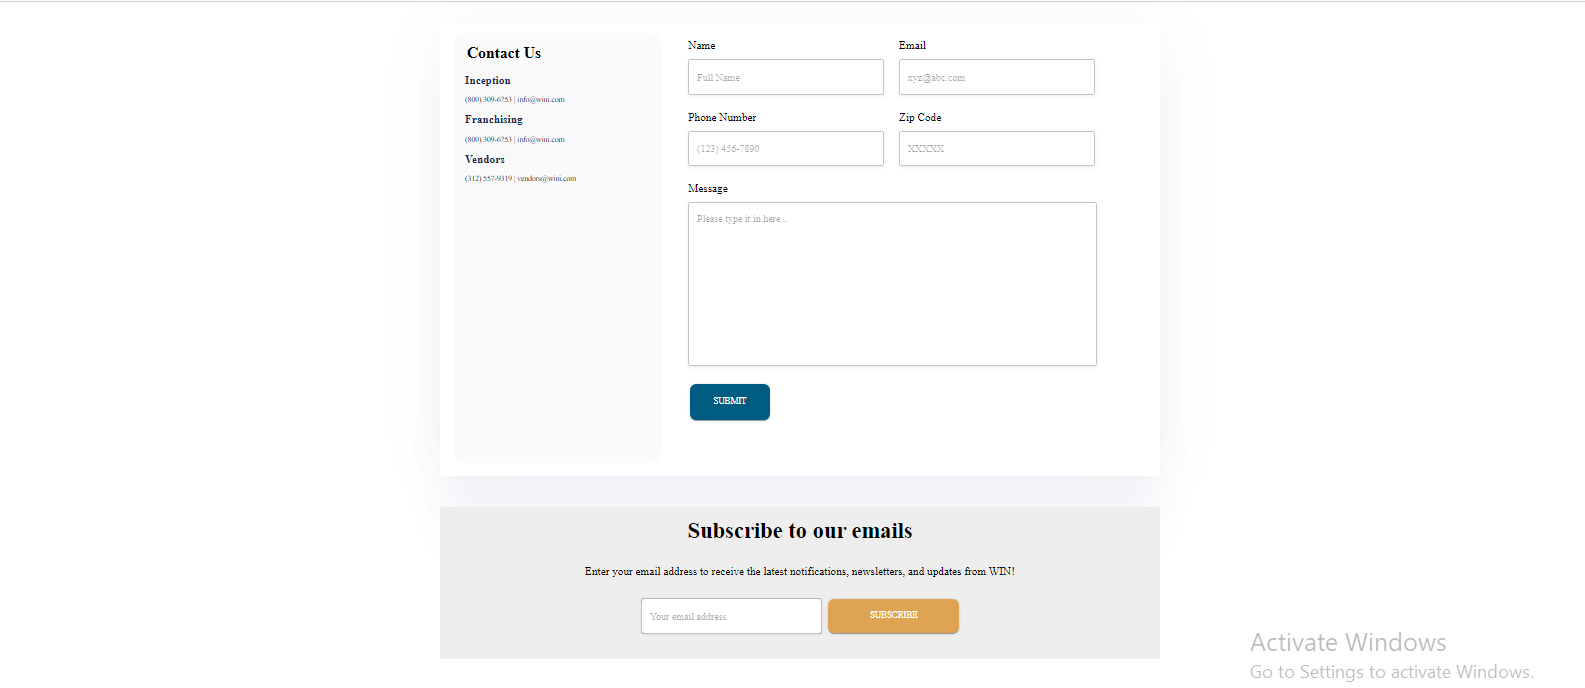 Contact Us
Inception
(800) 309-6753 | info@wini.com
Franchising
(800) 309-6753 | info@wini.com
Vendors
(312) 557-9319 | vendors@wini.com
Name
Email
Full Name
xyz@abc.com
Phone Number
Zip Code
(123) 456-7890
XXXXX
Message
Please type it in here...
SUBMIT
Subscribe to our emails
Enter your email address to receive the latest notifications, newsletters, and updates from WIN!
Your email address
SUBSCRIBE
Activate Windows
Go to Settings to activate Windows.